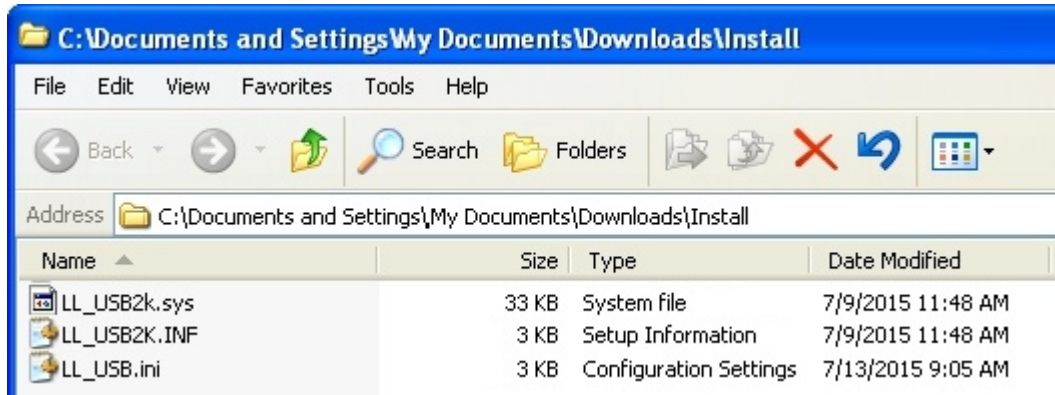 C:\Documents and Settings\My Documents\Downloads\Install
File Edit View Favorites Tools Help
Back Search Folders
Address C:\Documents and Settings\My Documents\Downloads\Install
Name Size Type Date Modified
LL_USB2k.sys 33 KB System file 7/9/2015 11:48 AM
LL_USB2K.INF 3 KB Setup Information 7/9/2015 11:48 AM
LL_USB.ini 3 KB Configuration Settings 7/13/2015 9:05 AM